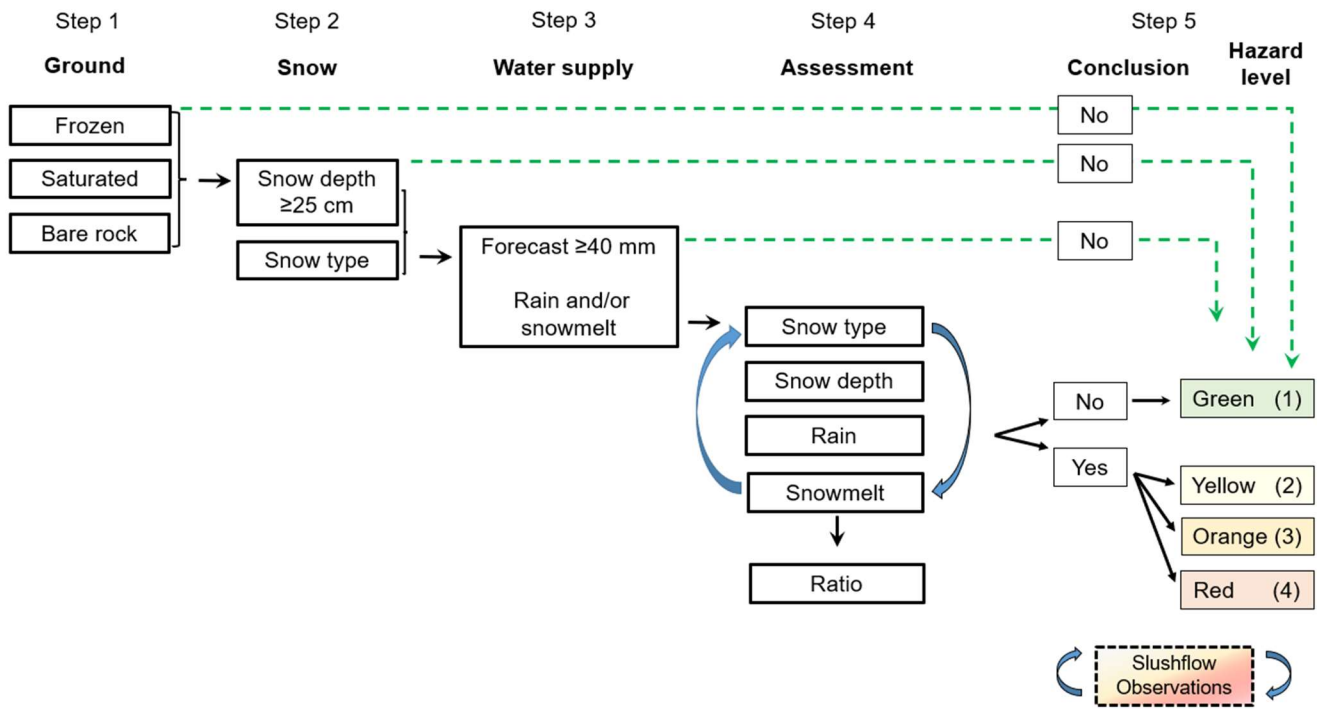 Step 1
Step 2
Step 3
Step 4
Step 5
Ground
Snow
Water supply
Assessment
Conclusion
Hazard
level
Frozen
Saturated
Bare rock
Snow depth
≥25 cm
Snow type
Forecast ≥40 mm
Rain and/or
snowmelt
Snow type
Snow depth
Rain
Snowmelt
Ratio
No
No
No
No
Yes
Green (1)
Yellow (2)
Orange (3)
Red (4)
Slushflow
Observations